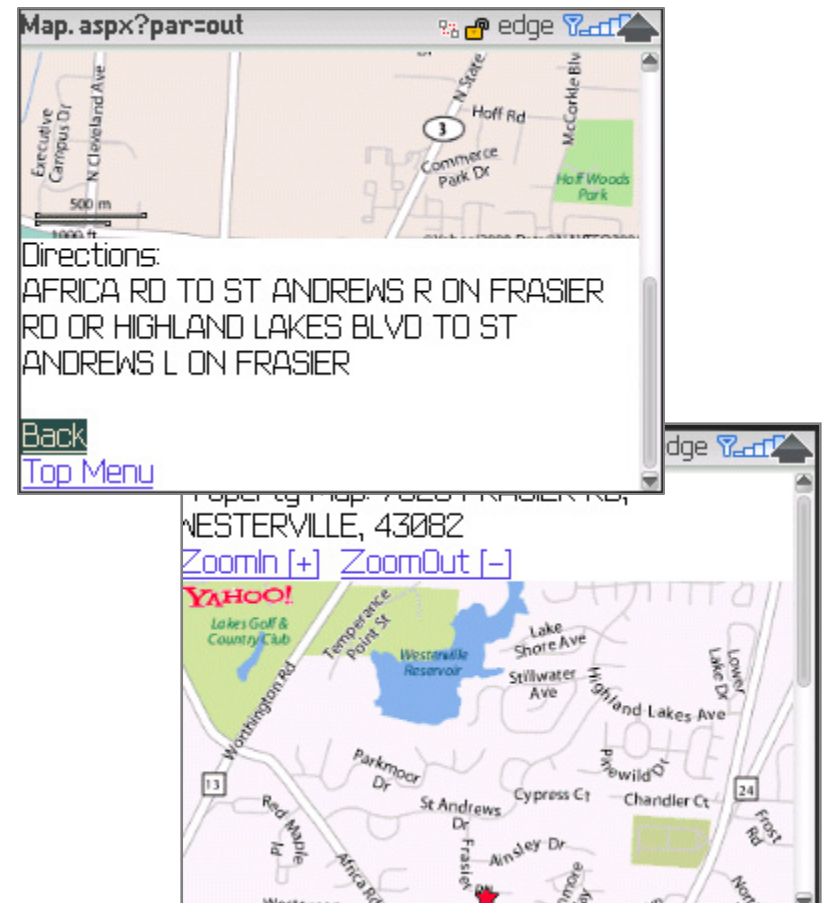 Map.aspx?par=out edge
Executive
Campus Dr
N Cleveland Ave
N State
Hoff Rd
McCorkle Blv
3
Commerce
Park Dr
Hoff Woods
Park
500 m
1000 ft
Directions:
AFRICA RD TO ST ANDREWS R ON FRASIER
RD OR HIGHLAND LAKES BLVD TO ST
ANDREWS L ON FRASIER
Back
Top Menu
dge
FRASIER RD,
WESTERVILLE, 43082
ZoomIn [+] ZoomOut [-]
YAHOO!
Lakes Golf &
Country Club
Temperance
Point St
Westerville
Reservoir
Lake
Shore Ave
Stillwater
Ave
Lower
Lake Dr
Highland Lakes Ave
Worthington Rd
Parkmoor
Dr
Pinewild Dr
13
Cypress Ct
Chandler Ct
24
St Andrews
Dr
Frost
Rd
Red Maple
Pl
Ainsley Dr
Frasier
Africa Rd